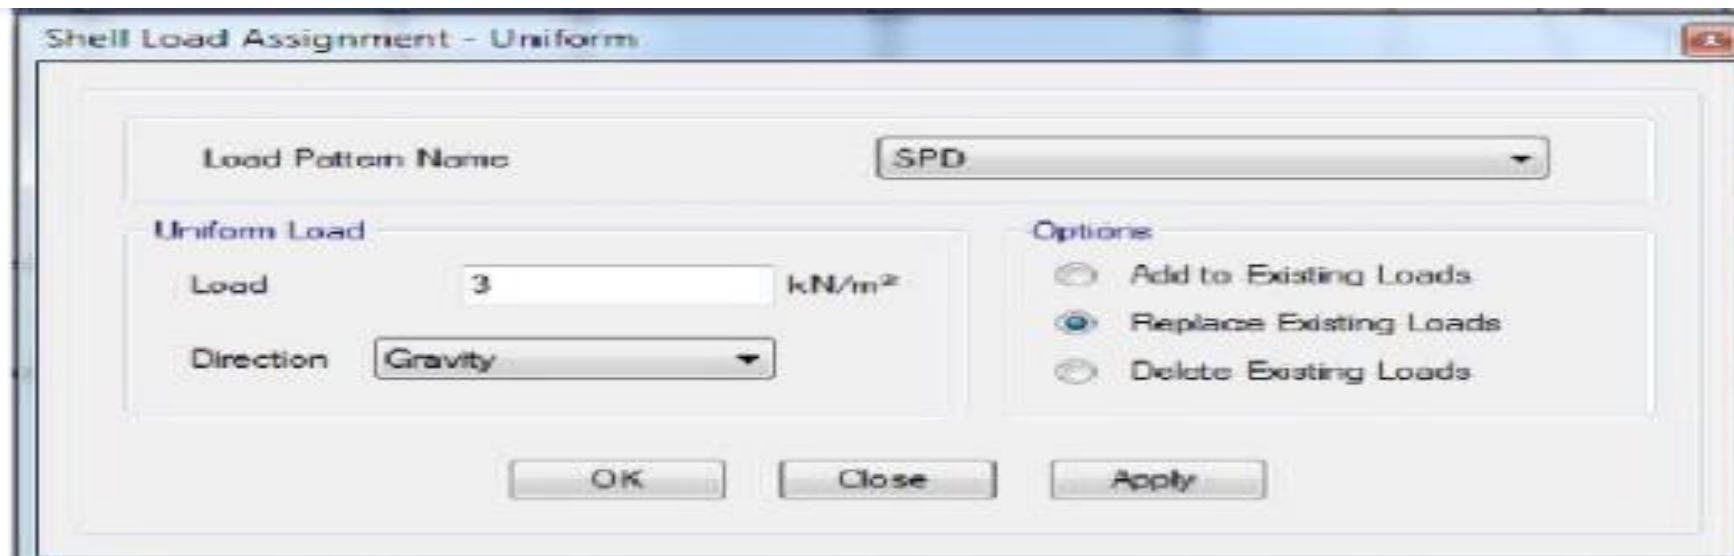 Shell Load Assignment - Uniform
Load Pattern Name SPD
Uniform Load
Load 3 kN/m²
Direction Gravity
Options
Add to Existing Loads
Replace Existing Loads
Delete Existing Loads
OK Close Apply